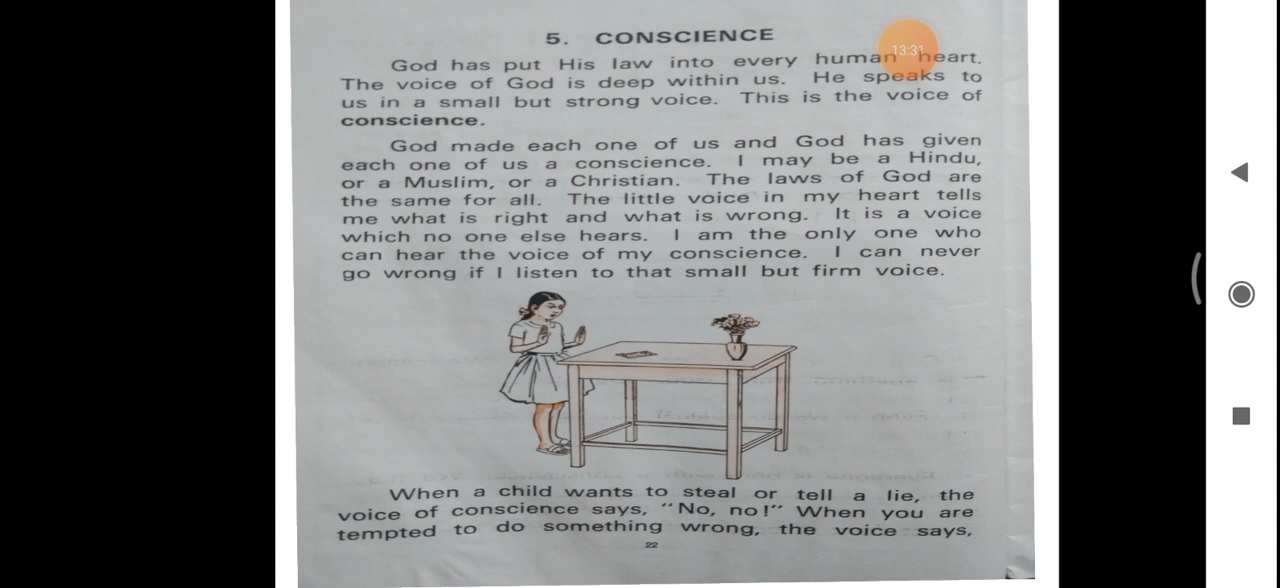 5. CONSCIENCE
13:31
God has put His law into every human heart.
The voice of God is deep within us. He speaks to
us in a small but strong voice. This is the voice of
conscience.
God made each one of us and God has given
each one of us a conscience. I may be a Hindu,
or a Muslim, or a Christian. The laws of God are
the same for all. The little voice in my heart tells
me what is right and what is wrong. It is a voice
which no one else hears. I am the only one who
can hear the voice of my conscience. I can never
go wrong if I listen to that small but firm voice.
When a child wants to steal or tell a lie, the
voice of conscience says, "No, no!" When you are
tempted to do something wrong, the voice says,
22